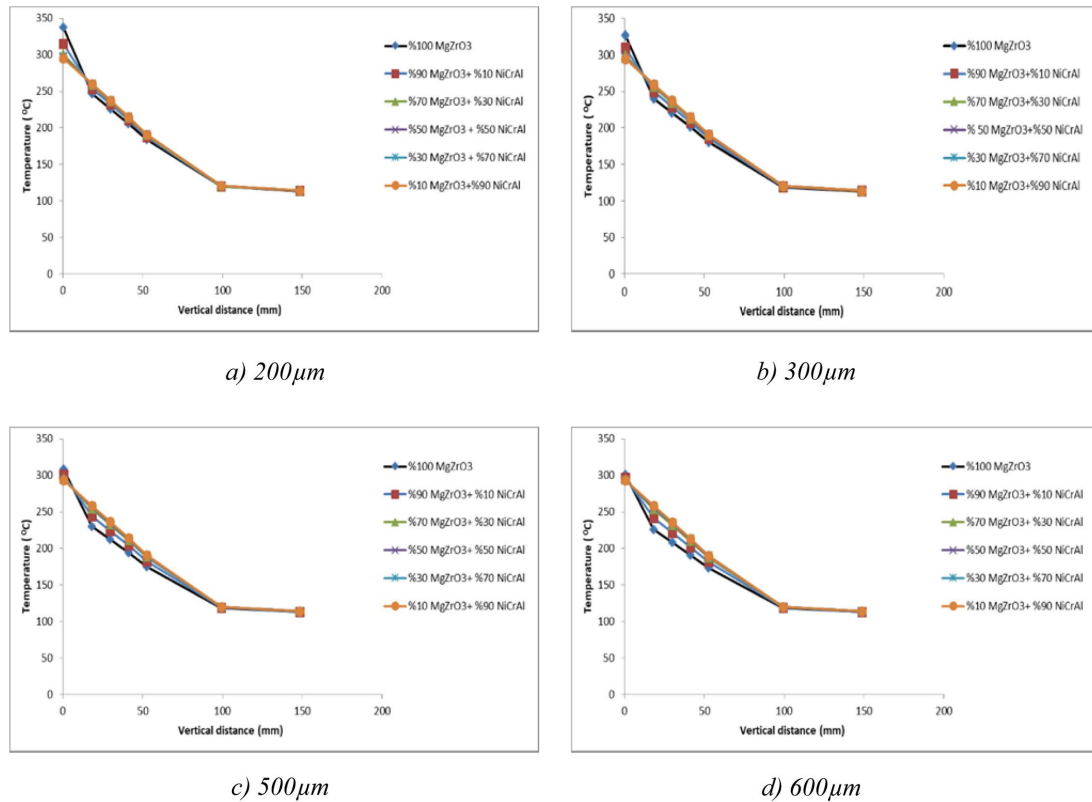 350
300
250
200
150
100
50
0
Temperature (°C)
0 50 100 150 200
Vertical distance (mm)
%100 MgZrO3
%90 MgZrO3+ %10 NiCrAl
%70 MgZrO3+ %30 NiCrAl
%50 MgZrO3 + %50 NiCrAl
%30 MgZrO3 + %70 NiCrAl
%10 MgZrO3+%90 NiCrAl
a) 200µm
350
300
250
200
150
100
50
0
Temperature (°C)
0 50 100 150 200
Vertical distance (mm)
%100 MgZrO3
%90 MgZrO3+%10 NiCrAl
%70 MgZrO3+%30 NiCrAl
% 50 MgZrO3+%50 NiCrAl
%30 MgZrO3+%70 NiCrAl
%10 MgZrO3+%90 NiCrAl
b) 300µm
350
300
250
200
150
100
50
0
Temperature (°C)
0 50 100 150 200
Vertical distance (mm)
%100 MgZrO3
%90 MgZrO3+ %10 NiCrAl
%70 MgZrO3+ %30 NiCrAl
%50 MgZrO3+ %50 NiCrAl
%30 MgZrO3+ %70 NiCrAl
%10 MgZrO3+ %90 NiCrAl
c) 500µm
350
300
250
200
150
100
50
0
Temperature (°C)
0 50 100 150 200
Vertical distance (mm)
%100 MgZrO3
%90 MgZrO3+ %10 NiCrAl
%70 MgZrO3+ %30 NiCrAl
%50 MgZrO3+ %50 NiCrAl
%30 MgZrO3+ %70 NiCrAl
%10 MgZrO3+ %90 NiCrAl
d) 600µm